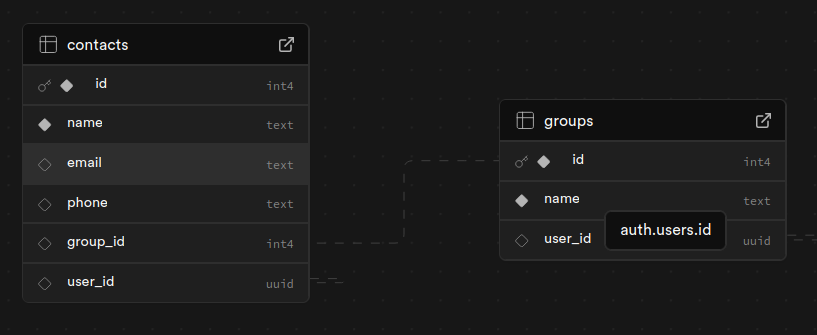 contacts
id int4
name text
email text
phone text
group_id int4
user_id uuid
groups
id int4
name text
user_id uuid
auth.users.id